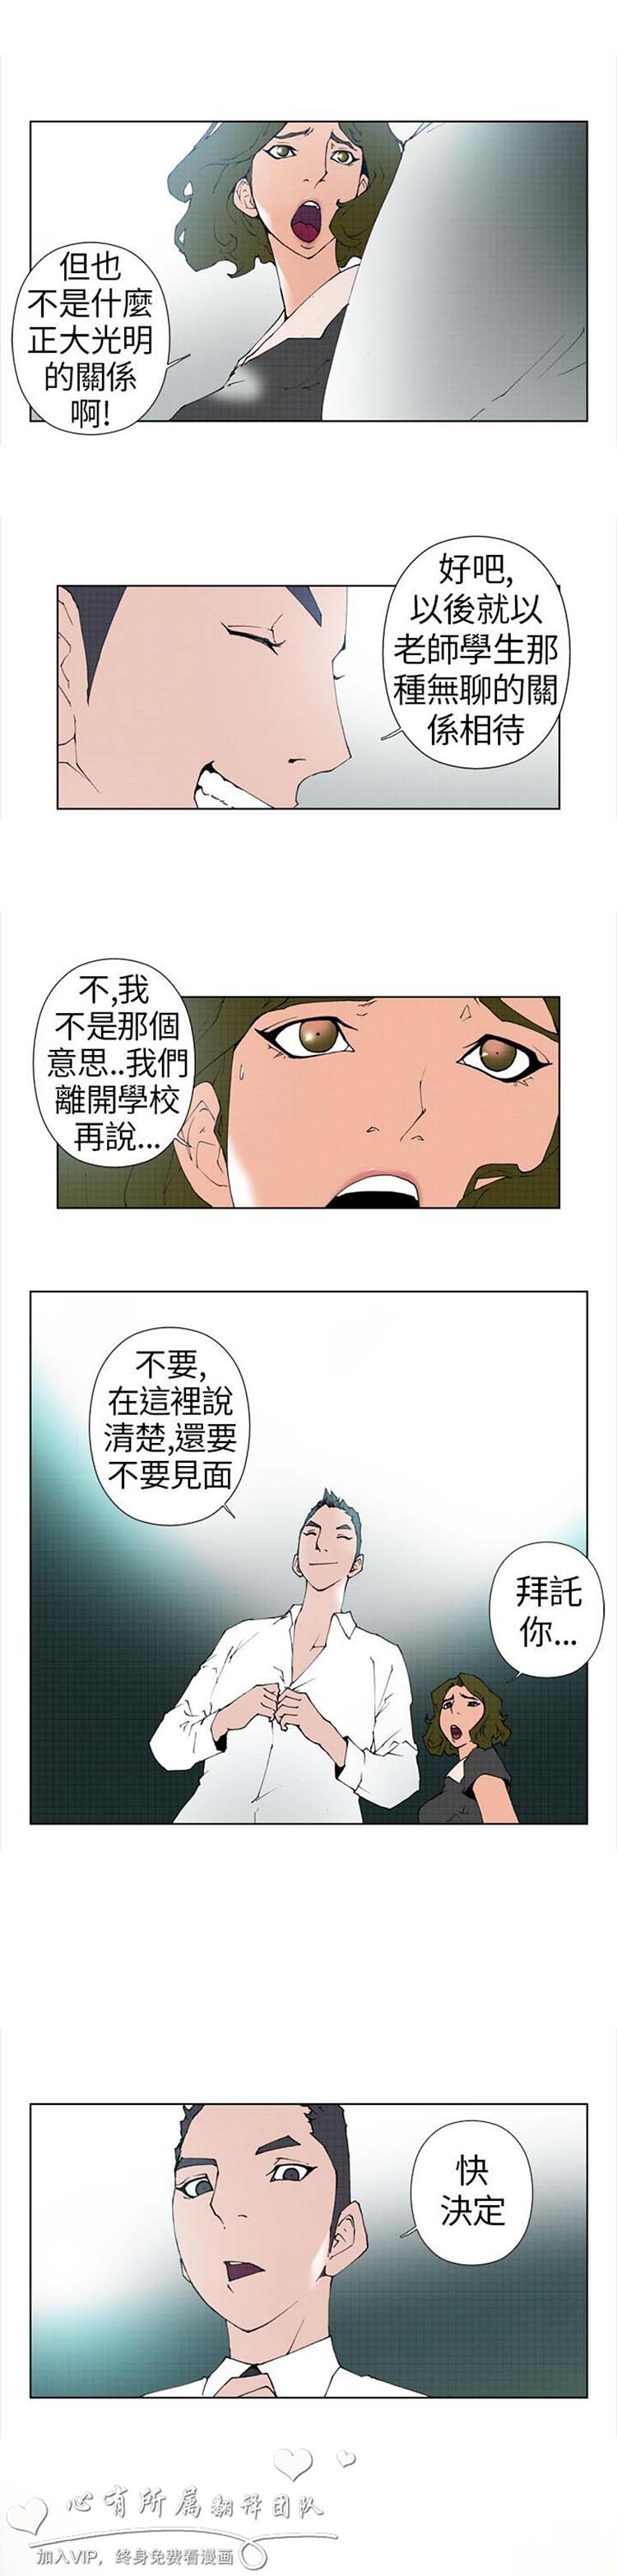 但也
不是什麼
正大光明
的關係
啊!
好吧,
以後就以
老師學生那
種無聊的關
係相待
不,我
不是那個
意思..我們
離開學校
再說...
不要,
在這裡說
清楚,還要
不要見面
拜託
你...
快
決定
心有所属翻译团队
加入VIP，终身免费看漫画